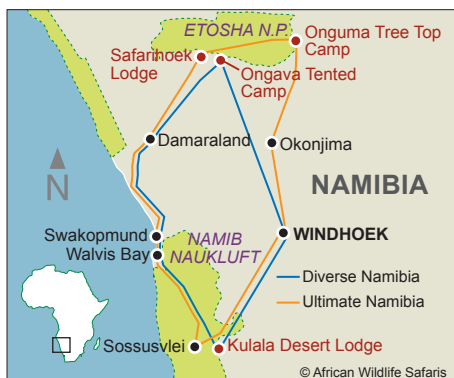 ETOSHA N.P.
Onguma Tree Top
Camp
Safarihoek
Lodge
Ongava Tented
Camp
Damaraland
Okonjima
N
NAMIBIA
Swakopmund
NAMIB
NAUKLUFT
WINDHOEK
Walvis Bay
Diverse Namibia
Ultimate Namibia
Sossusvlei
Kulala Desert Lodge
© African Wildlife Safaris